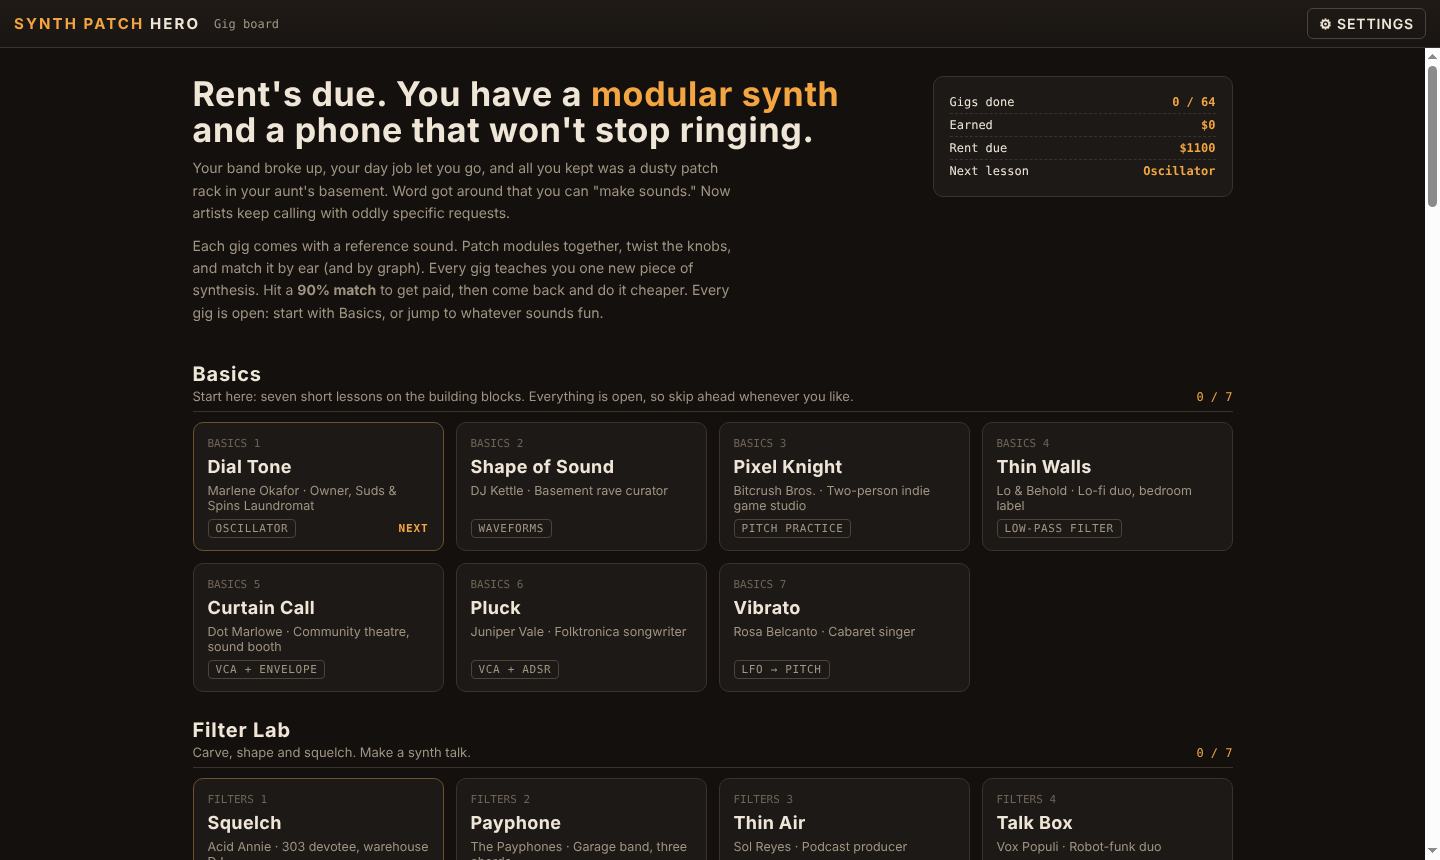 SYNTH PATCH HERO Gig board
⚙ SETTINGS
Rent's due. You have a modular synth
and a phone that won't stop ringing.
Your band broke up, your day job let you go, and all you kept was a dusty patch
rack in your aunt's basement. Word got around that you can "make sounds." Now
artists keep calling with oddly specific requests.
Each gig comes with a reference sound. Patch modules together, twist the knobs,
and match it by ear (and by graph). Every gig teaches you one new piece of
synthesis. Hit a 90% match to get paid, then come back and do it cheaper. Every
gig is open: start with Basics, or jump to whatever sounds fun.
Gigs done 0 / 64
Earned $0
Rent due $1100
Next lesson Oscillator
Basics
Start here: seven short lessons on the building blocks. Everything is open, so skip ahead whenever you like. 0 / 7
BASICS 1
Dial Tone
Marlene Okafor · Owner, Suds &
Spins Laundromat
OSCILLATOR NEXT
BASICS 2
Shape of Sound
DJ Kettle · Basement rave curator
WAVEFORMS
BASICS 3
Pixel Knight
Bitcrush Bros. · Two-person indie
game studio
PITCH PRACTICE
BASICS 4
Thin Walls
Lo & Behold · Lo-fi duo, bedroom
label
LOW-PASS FILTER
BASICS 5
Curtain Call
Dot Marlowe · Community theatre,
sound booth
VCA + ENVELOPE
BASICS 6
Pluck
Juniper Vale · Folktronica songwriter
VCA + ADSR
BASICS 7
Vibrato
Rosa Belcanto · Cabaret singer
LFO → PITCH
Filter Lab
Carve, shape and squelch. Make a synth talk. 0 / 7
FILTERS 1
Squelch
Acid Annie · 303 devotee, warehouse
FILTERS 2
Payphone
The Payphones · Garage band, three
FILTERS 3
Thin Air
Sol Reyes · Podcast producer
FILTERS 4
Talk Box
Vox Populi · Robot-funk duo